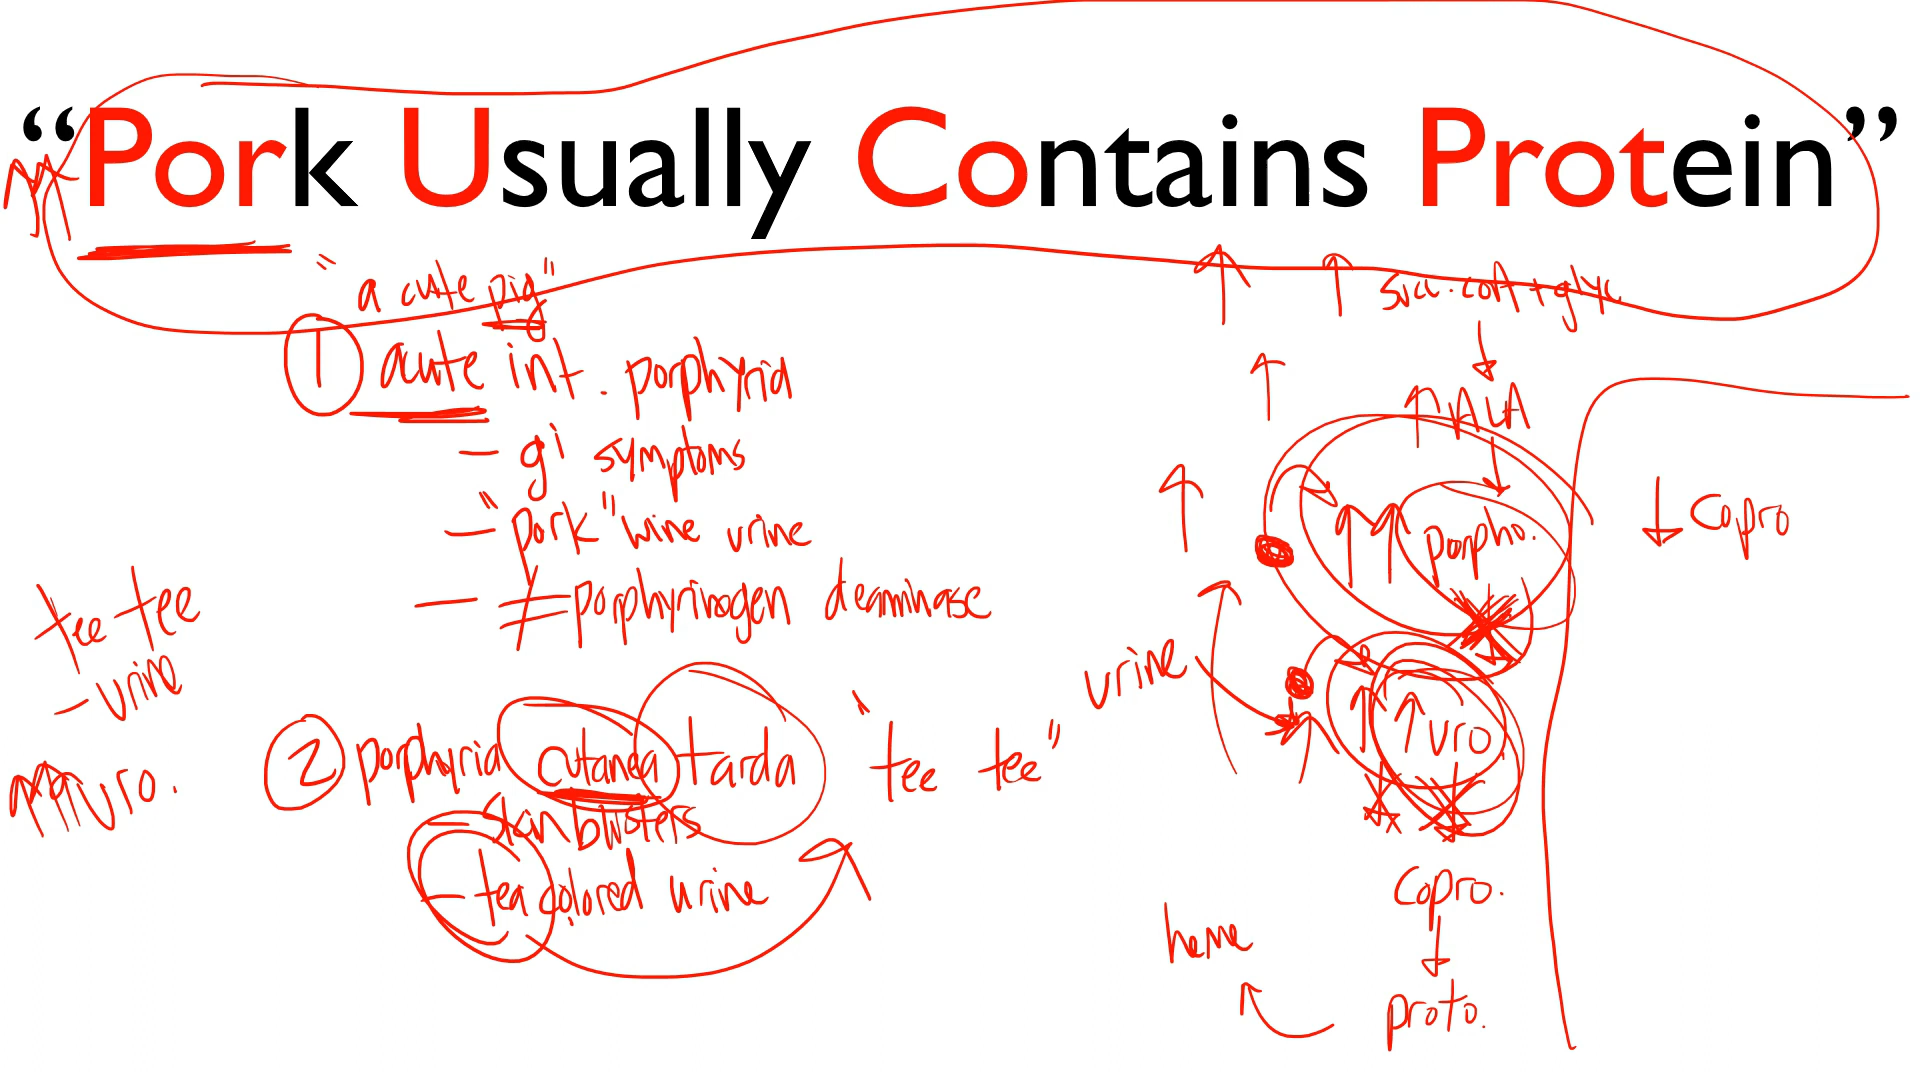 “Pork Usually Contains Protein”
"a cute pig"
1 acute int. porphyria
- gi symptoms
- "pork" wine urine
- ≠ porphyrinogen deaminase
2 porphyria cutanea tarda "tee tee"
- skin blisters
- tea colored urine
tee tee
- urine
uro.
succ. coA + glyc
↓
↑ ALA
↓
↑↑ porpho.
urine
↑↑ uro
copro.
↓
proto.
heme
↓ copro